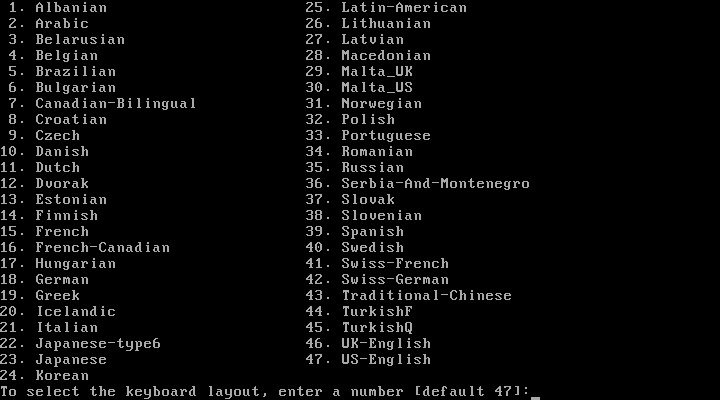 1. Albanian 25. Latin-American
2. Arabic 26. Lithuanian
3. Belarusian 27. Latvian
4. Belgian 28. Macedonian
5. Brazilian 29. Malta_UK
6. Bulgarian 30. Malta_US
7. Canadian-Bilingual 31. Norwegian
8. Croatian 32. Polish
9. Czech 33. Portuguese
10. Danish 34. Romanian
11. Dutch 35. Russian
12. Dvorak 36. Serbia-And-Montenegro
13. Estonian 37. Slovak
14. Finnish 38. Slovenian
15. French 39. Spanish
16. French-Canadian 40. Swedish
17. Hungarian 41. Swiss-French
18. German 42. Swiss-German
19. Greek 43. Traditional-Chinese
20. Icelandic 44. TurkishF
21. Italian 45. TurkishQ
22. Japanese-type6 46. UK-English
23. Japanese 47. US-English
24. Korean
To select the keyboard layout, enter a number [default 47]:_